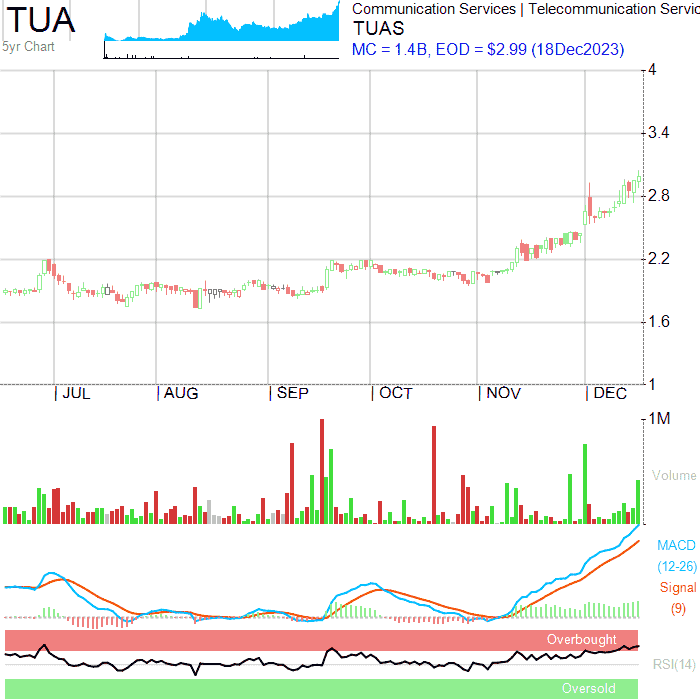 TUA
5yr Chart
Communication Services | Telecommunication Servic
TUAS
MC = 1.4B, EOD = $2.99 (18Dec2023)
4
3.4
2.8
2.2
1.6
1
JUL AUG SEP OCT NOV DEC
1M
Volume
MACD
(12-26)
Signal
(9)
Overbought
RSI(14)
Oversold